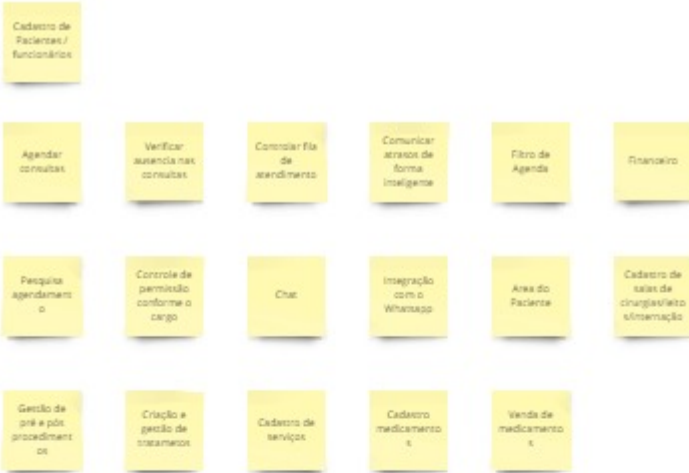 Cadastro de
Pacientes /
funcionários
Agendar
consultas
Verificar
ausencia nas
consultas
Controlar fila
de
atendimento
Comunicar
atrasos de
forma
inteligente
Filtro de
Agenda
Financeiro
Pesquisa
agendament
o
Controle de
permissão
conforme o
cargo
Chat
Integração
com o
Whatsapp
Area do
Paciente
Cadastro de
salas de
cirurgias/leito
s/internação
Gestão de
pré e pós
procediment
os
Criação e
gestão de
tratametos
Cadastro de
serviços
Cadastro
medicamento
s
Venda de
medicamento
s